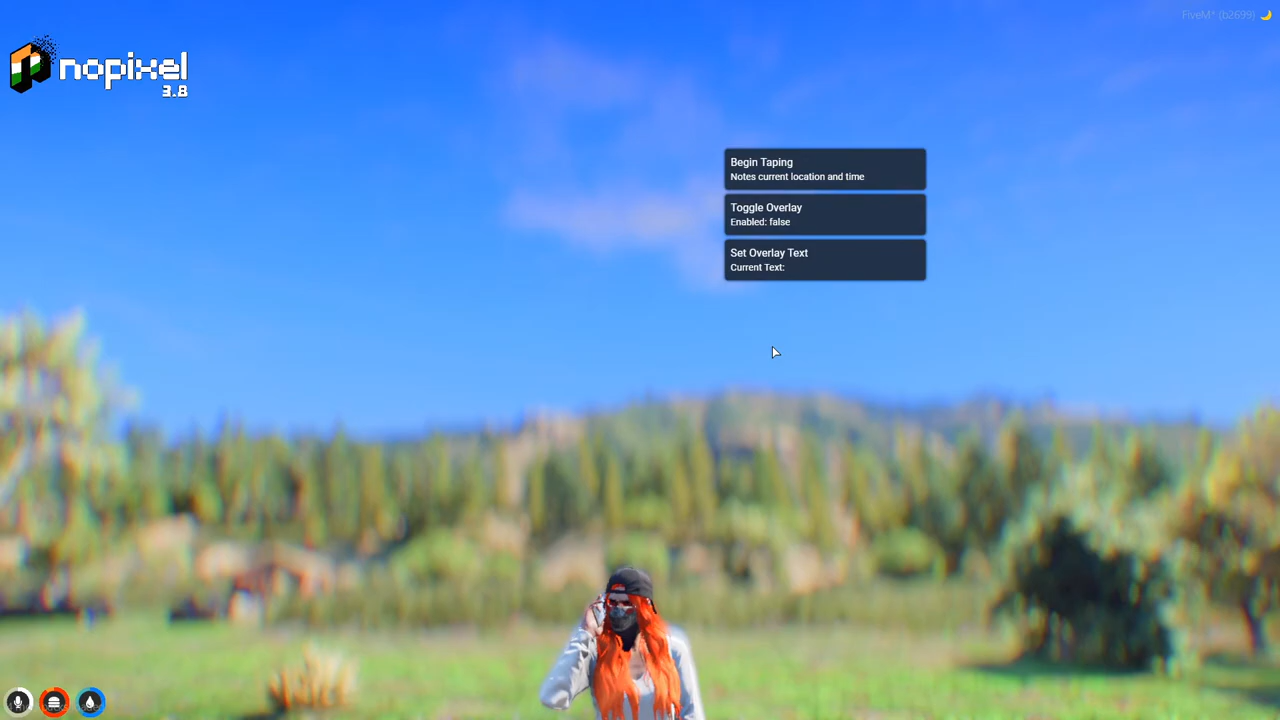 FiveM* (b2699)
nopixel
3.8
Begin Taping
Notes current location and time
Toggle Overlay
Enabled: false
Set Overlay Text
Current Text: